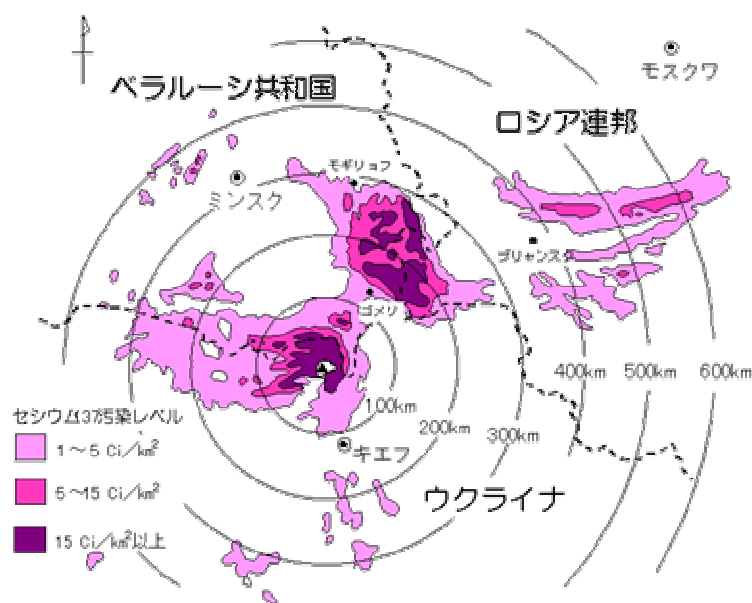 モスクワ
ベラルーシ共和国
ロシア連邦
モギリョフ
ミンスク
ブリャンスク
ゴメリ
400km 500km 600km
100km
200km
300km
セシウム137汚染レベル
1～5 Ci/km²
5～15 Ci/km²
15 Ci/km²以上
キエフ
ウクライナ